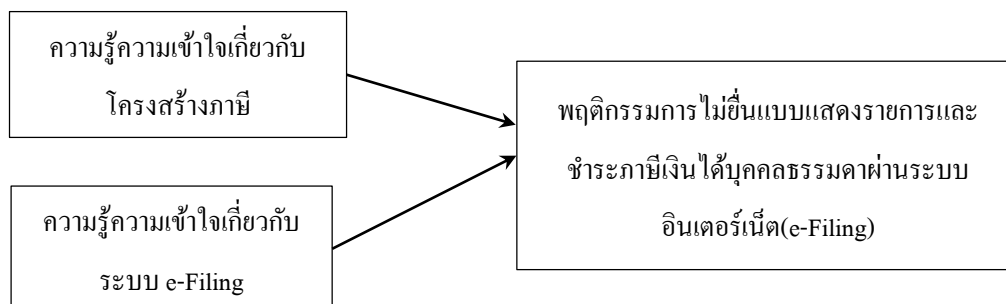 ความรู้ความเข้าใจเกี่ยวกับ
โครงสร้างภาษี
พฤติกรรมการไม่ยื่นแบบแสดงรายการและ
ชำระภาษีเงินได้บุคคลธรรมดาผ่านระบบ
อินเตอร์เน็ต(e-Filing)
ความรู้ความเข้าใจเกี่ยวกับ
ระบบ e-Filing